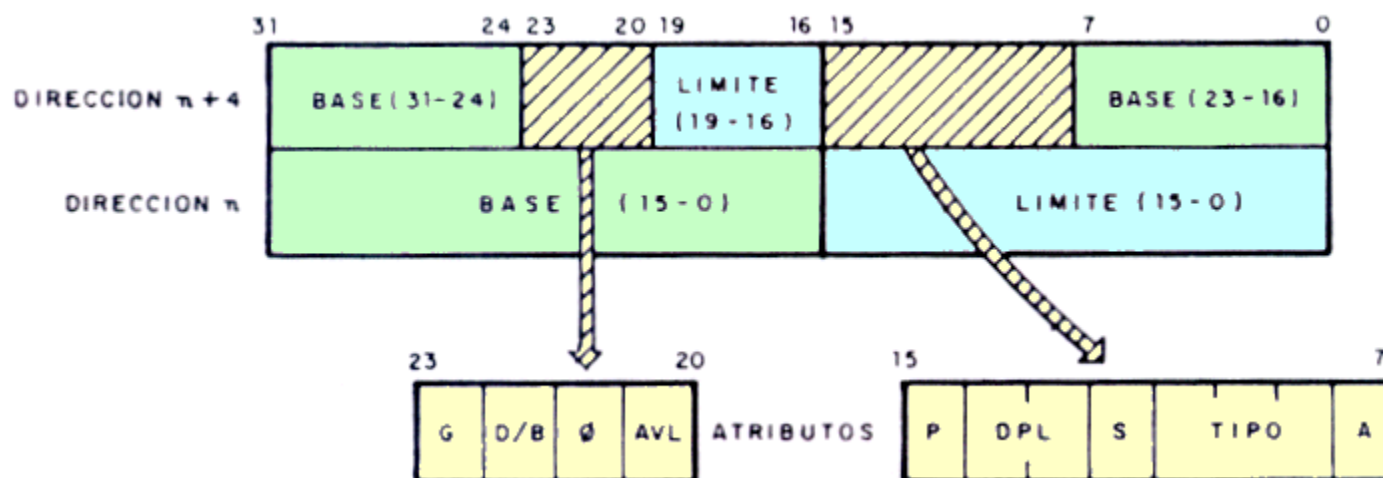 31 24 23 20 19 16 15 7 0
DIRECCION n + 4 BASE(31-24) LIMITE (19-16) BASE (23-16)
DIRECCION n BASE (15-0) LIMITE (15-0)
23 20 15 7
G D/B Ø AVL ATRIBUTOS P DPL S TIPO A